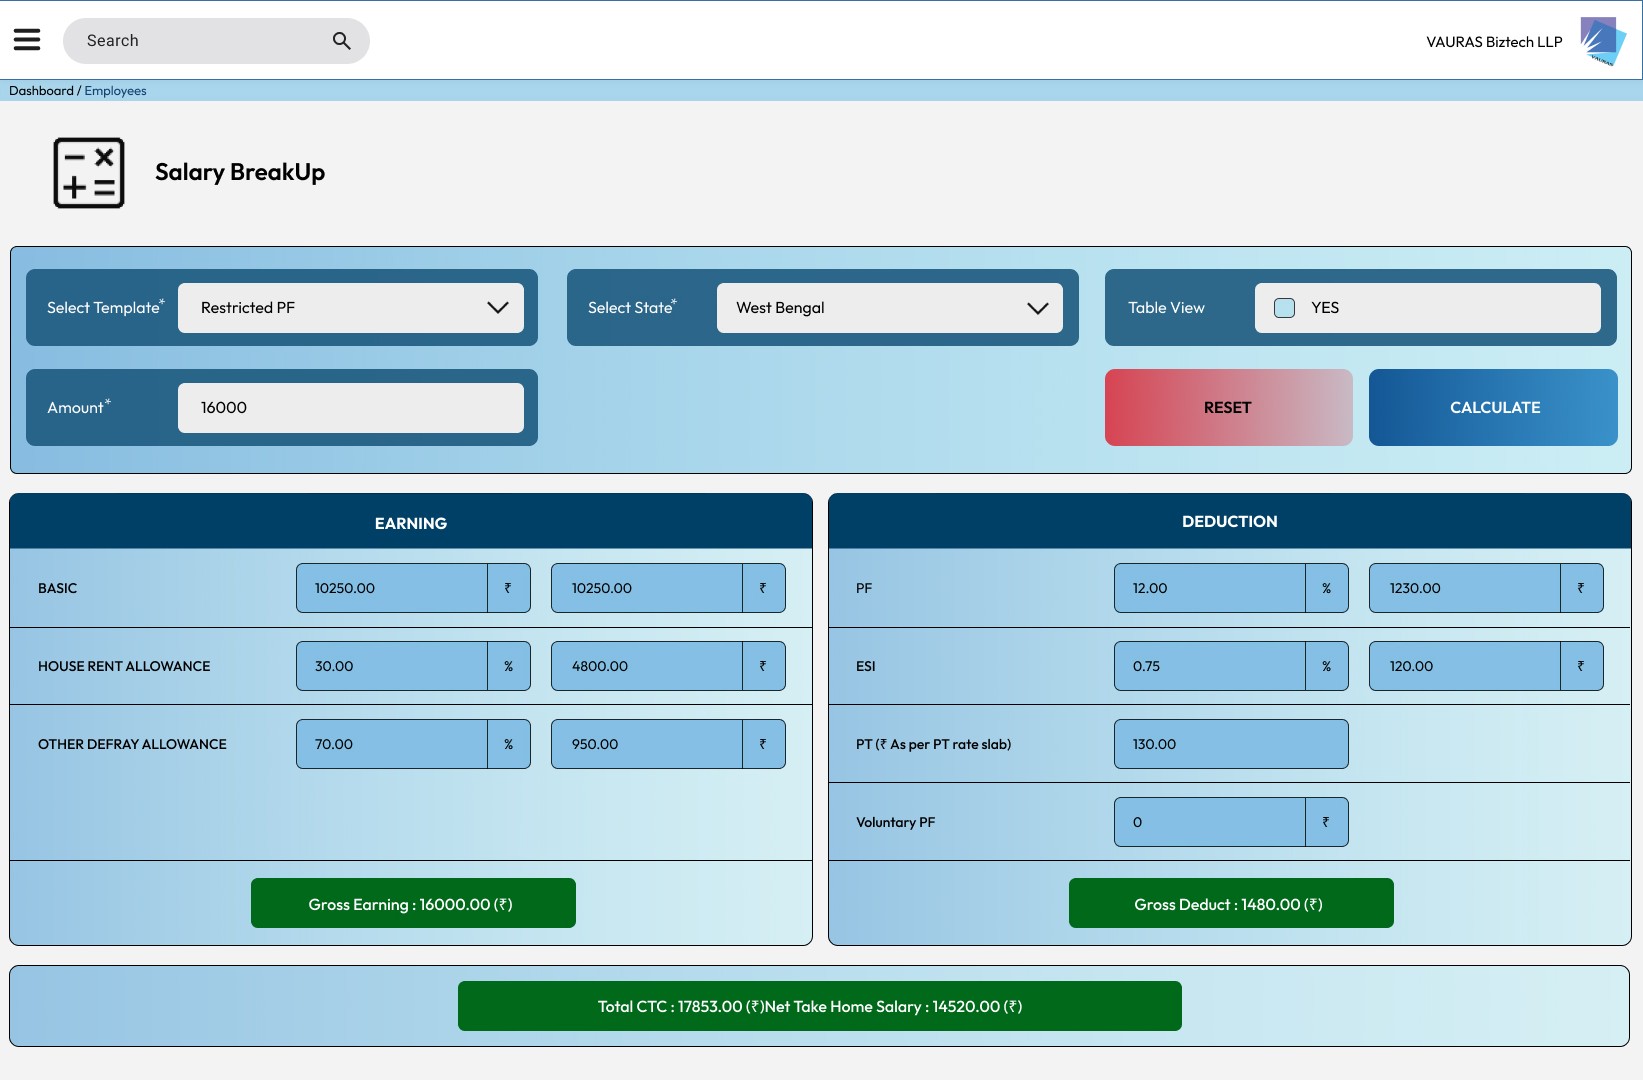 Search
VAURAS Biztech LLP
VAURAS
Dashboard / Employees
Salary BreakUp
Select Template*
Restricted PF
Select State*
West Bengal
Table View
YES
Amount*
16000
RESET
CALCULATE
EARNING
BASIC
10250.00 ₹
10250.00 ₹
HOUSE RENT ALLOWANCE
30.00 %
4800.00 ₹
OTHER DEFRAY ALLOWANCE
70.00 %
950.00 ₹
Gross Earning : 16000.00 (₹)
DEDUCTION
PF
12.00 %
1230.00 ₹
ESI
0.75 %
120.00 ₹
PT (₹ As per PT rate slab)
130.00
Voluntary PF
0 ₹
Gross Deduct : 1480.00 (₹)
Total CTC : 17853.00 (₹)Net Take Home Salary : 14520.00 (₹)